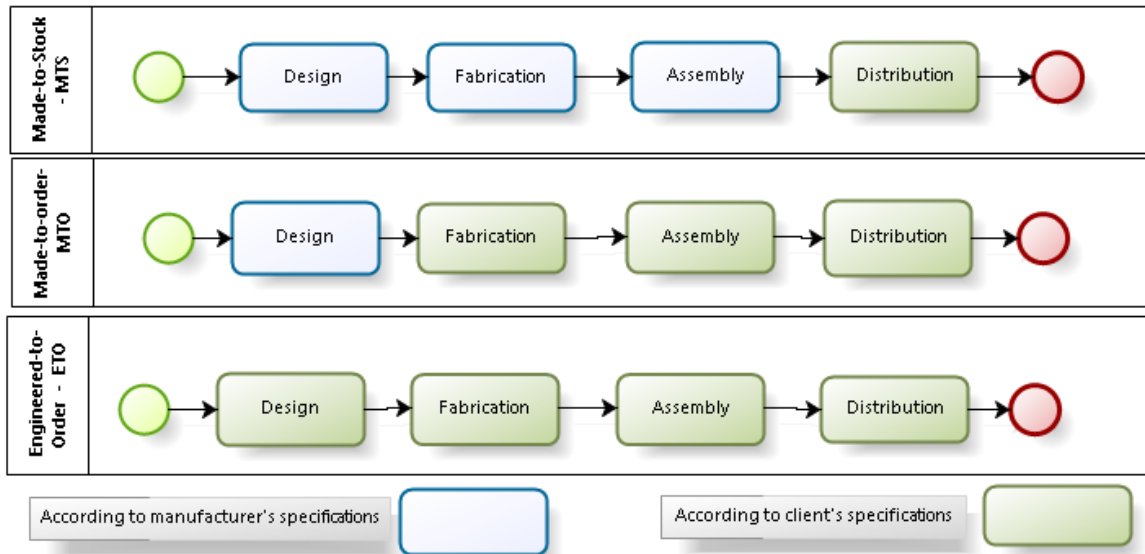 Made-to-Stock
- MTS
Design
Fabrication
Assembly
Distribution
Made-to-order-
MTO
Design
Fabrication
Assembly
Distribution
Engineered-to-
Order - ETO
Design
Fabrication
Assembly
Distribution
According to manufacturer's specifications
According to client's specifications